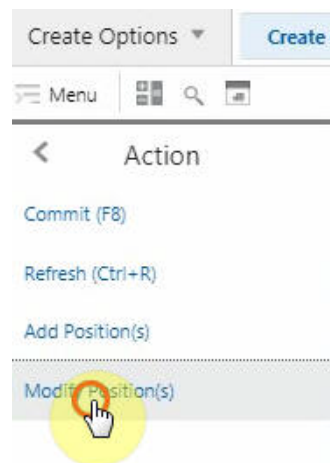 Create Options
Create
Menu
Action
Commit (F8)
Refresh (Ctrl+R)
Add Position(s)
Modify Position(s)